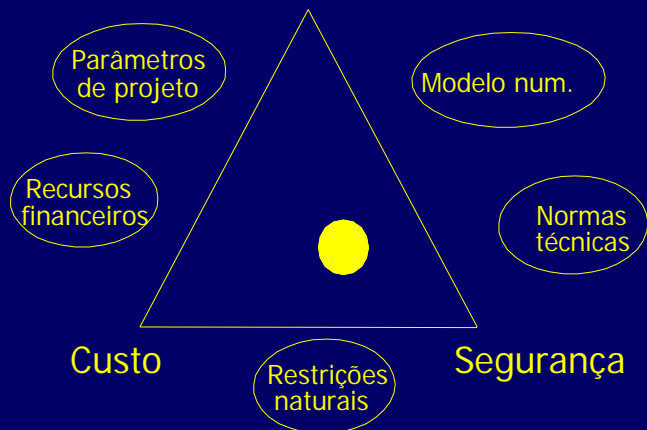 Parâmetros
de projeto
Modelo num.
Recursos
financeiros
Normas
técnicas
Custo
Segurança
Restrições
naturais